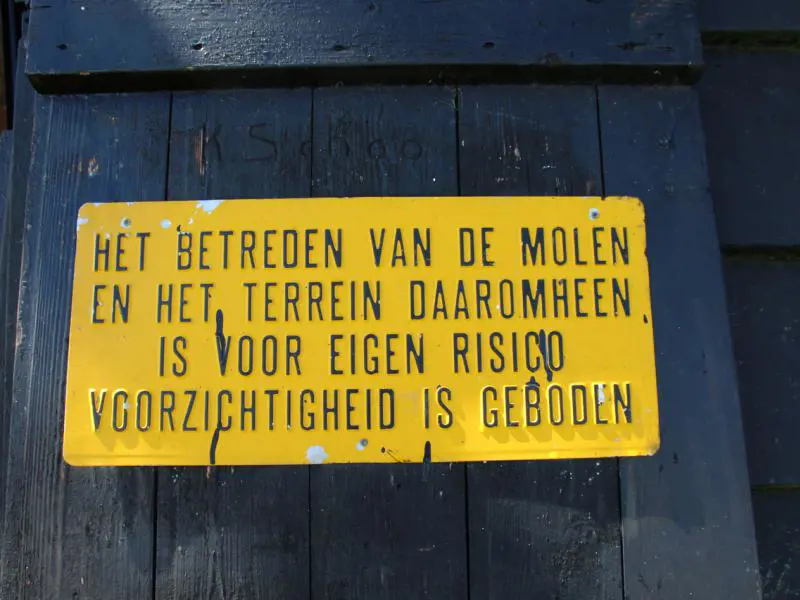 HET BETREDEN VAN DE MOLEN
EN HET TERREIN DAAROMHEEN
IS VOOR EIGEN RISICO
VOORZICHTIGHEID IS GEBODEN